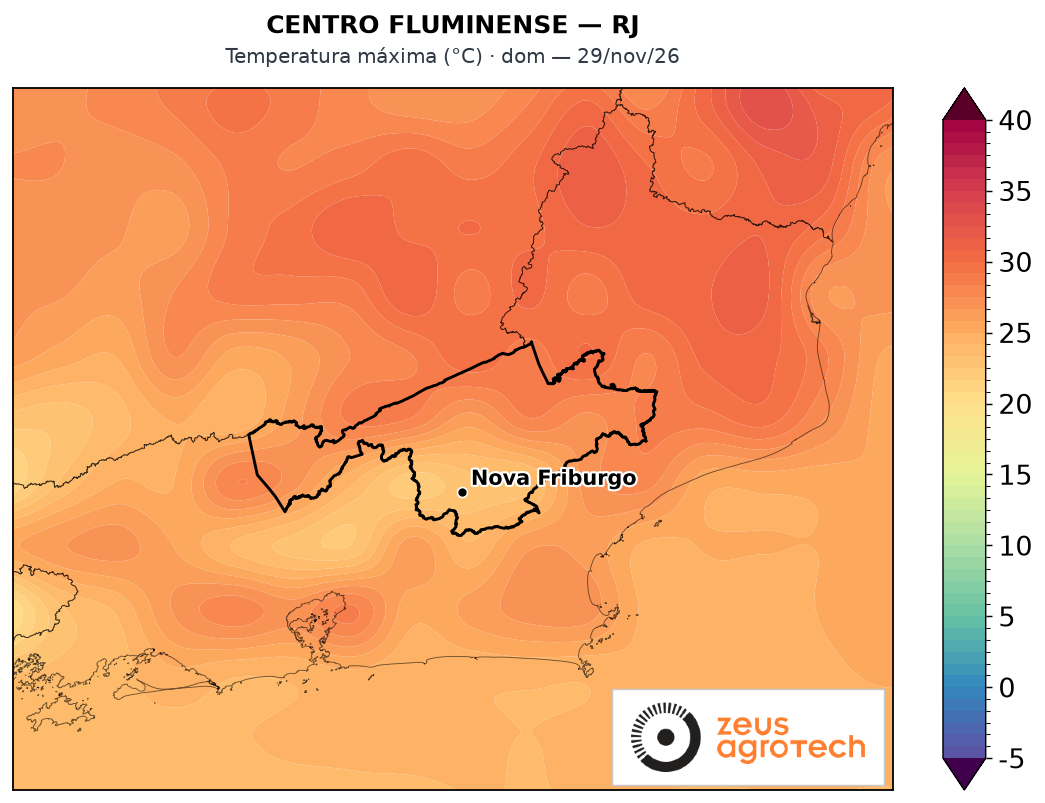 CENTRO FLUMINENSE — RJ
Temperatura máxima (°C) · dom — 29/nov/26
40
35
30
25
20
15
10
5
0
-5
Nova Friburgo
zeus
agrotech